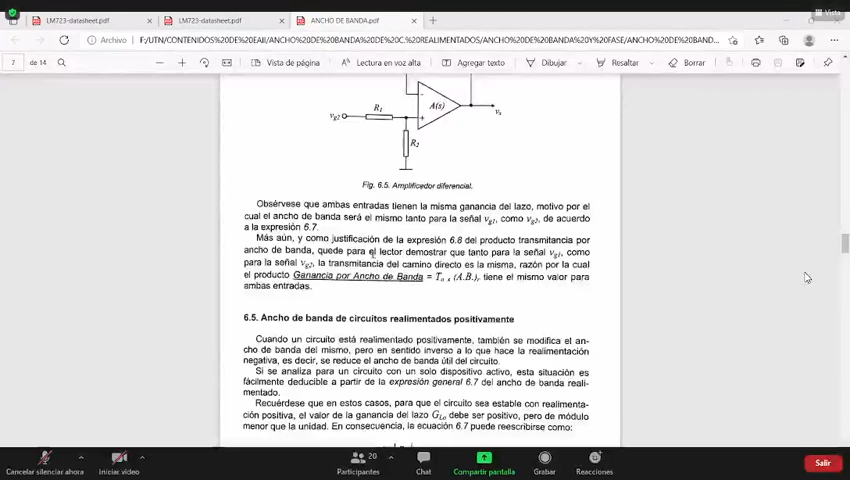 LM723-datasheet.pdf
LM723-datasheet.pdf
ANCHO DE BANDA.pdf
Vista
Archivo
F:/UTN/CONTENIDOS%20DE%20EAII/ANCHO%20DE%20BANDA%20DE%20C.%20REALIMENTADOS/ANCHO%20DE%20BANDA%20Y%20FASE/ANCHO%20DE%20BAND...
7 de 14
Vista de página
Lectura en voz alta
Agregar texto
Dibujar
Resaltar
Borrar
A(s)
R1
vg2
vs
R2
Fig. 6.5. Amplificador diferencial.
Obsérvese que ambas entradas tienen la misma ganancia del lazo, motivo por el
cual el ancho de banda será el mismo tanto para la señal vg1, como vg2, de acuerdo
a la expresión 6.7.
Más aún, y como justificación de la expresión 6.8 del producto transmitancia por
ancho de banda, quede para el lector demostrar que tanto para la señal vg1, como
para la señal vg2, la transmitancia del camino directo es la misma, razón por la cual
el producto Ganancia por Ancho de Banda = To x (A.B.), tiene el mismo valor para
ambas entradas.
6.5. Ancho de banda de circuitos realimentados positivamente
Cuando un circuito está realimentado positivamente, también se modifica el an-
cho de banda del mismo, pero en sentido inverso a lo que hace la realimentación
negativa, es decir, se reduce el ancho de banda útil del circuito.
Si se analiza para un circuito con un solo dispositivo activo, esta situación es
fácilmente deducible a partir de la expresión general 6.7 del ancho de banda reali-
mentado.
Recuérdese que en estos casos, para que el circuito sea estable con realimenta-
ción positiva, el valor de la ganancia del lazo GLo debe ser positivo, pero de módulo
menor que la unidad. En consecuencia, la ecuación 6.7 puede reescribirse como:
Cancelar silenciar ahora
Iniciar video
20
Participantes
Chat
Compartir pantalla
Grabar
Reacciones
Salir